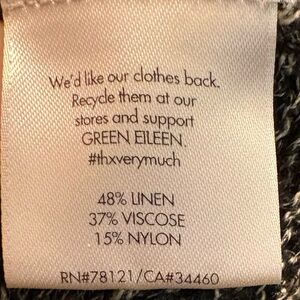 We'd like our clothes back.
Recycle them at our
stores and support
GREEN EILEEN.
#thxverymuch
48% LINEN
37% VISCOSE
15% NYLON
RN#78121/CA#34460